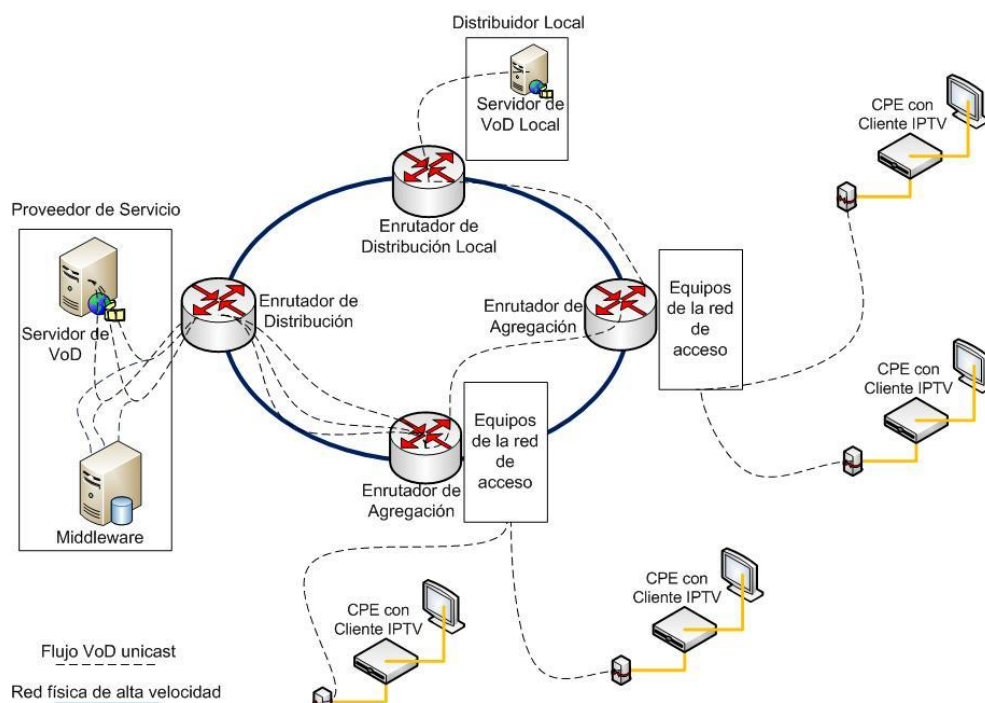 Distribuidor Local
Servidor de
VoD Local
CPE con
Cliente IPTV
Proveedor de Servicio
Enrutador de
Distribución Local
Servidor de
VoD
Enrutador de
Distribución
Enrutador de
Agregación
Equipos
de la red
de
acceso
CPE con
Cliente IPTV
Middleware
Enrutador de
Agregación
Equipos
de la red
de
acceso
CPE con
Cliente IPTV
CPE con
Cliente IPTV
Flujo VoD unicast
Red física de alta velocidad